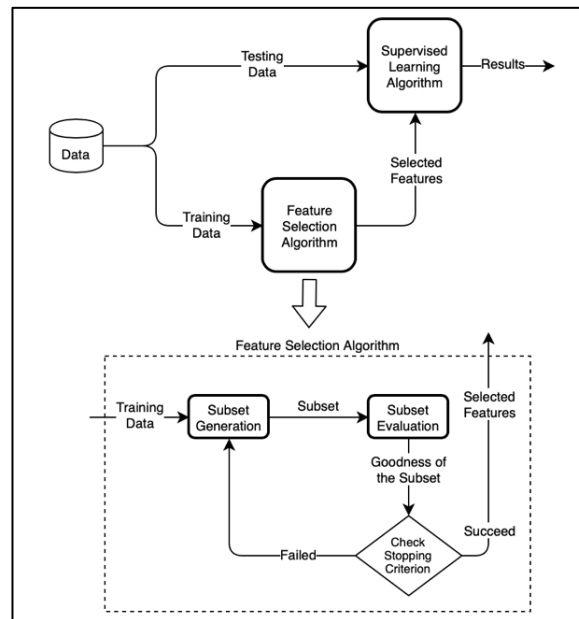 Testing
Data
Supervised
Learning
Algorithm
Results
Data
Selected
Features
Training
Data
Feature
Selection
Algorithm
Feature Selection Algorithm
Training
Data
Subset
Generation
Subset
Subset
Evaluation
Selected
Features
Goodness of
the Subset
Check
Stopping
Criterion
Failed
Succeed